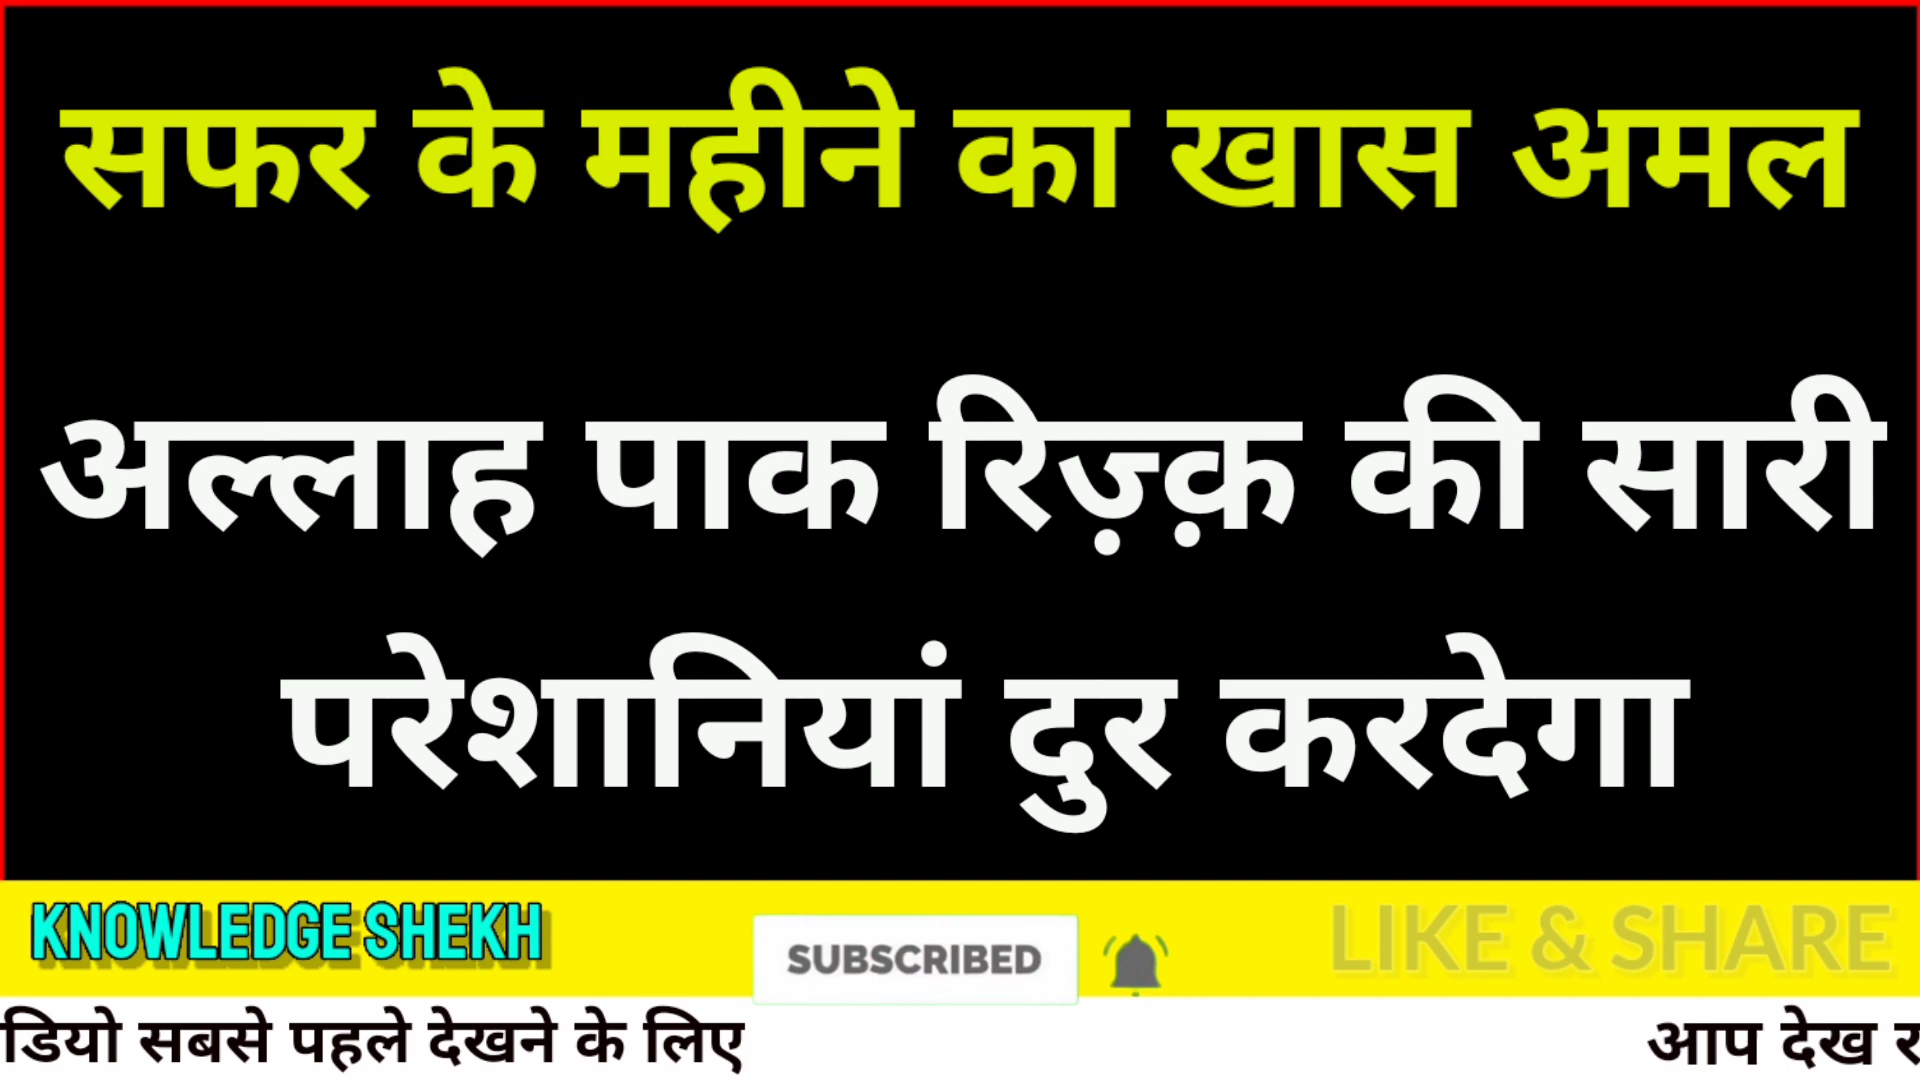 सफर के महीने का खास अमल
अल्लाह पाक रिज़्क़ की सारी
परेशानियां दुर करदेगा
KNOWLEDGE SHEKH
SUBSCRIBED
LIKE & SHARE
डियो सबसे पहले देखने के लिए
आप देख र